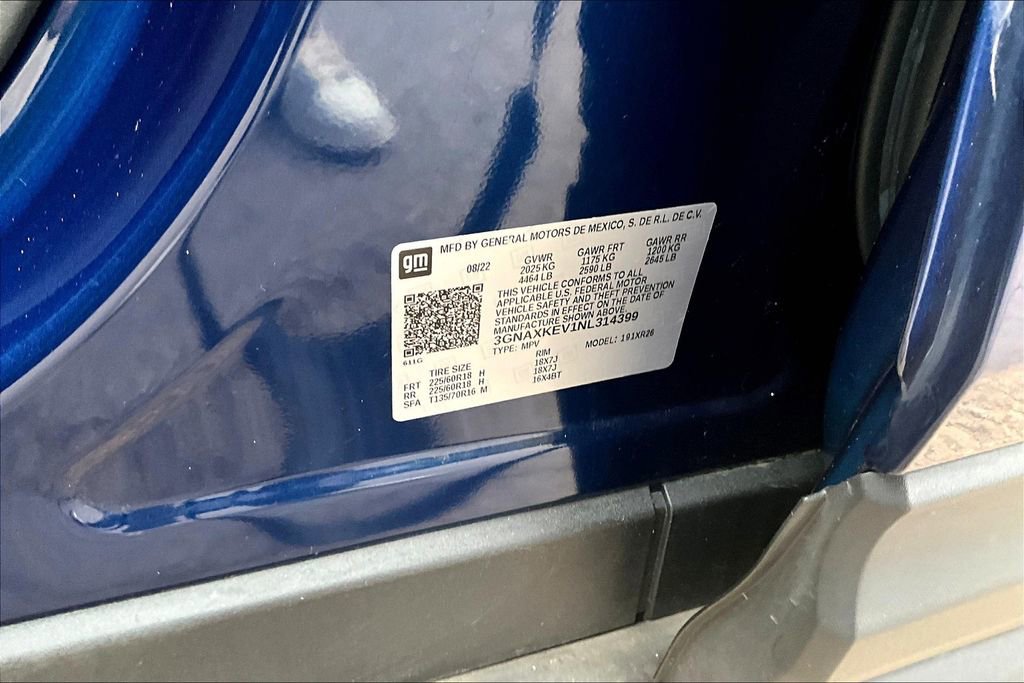 gm
MFD BY GENERAL MOTORS DE MEXICO, S. DE R.L. DE C.V.
08/22 GVWR GAWR FRT GAWR RR
2025 KG 1175 KG 1200 KG
4464 LB 2590 LB 2645 LB
THIS VEHICLE CONFORMS TO ALL
APPLICABLE U.S. FEDERAL MOTOR
VEHICLE SAFETY AND THEFT PREVENTION
STANDARDS IN EFFECT ON THE DATE OF
MANUFACTURE SHOWN ABOVE.
3GNAXKEV1NL314399
TYPE: MPV MODEL: 191XR26
611G
TIRE SIZE RIM
FRT 225/60R18 H 18X7J
RR 225/60R18 H 18X7J
SFA T135/70R16 M 16X4BT